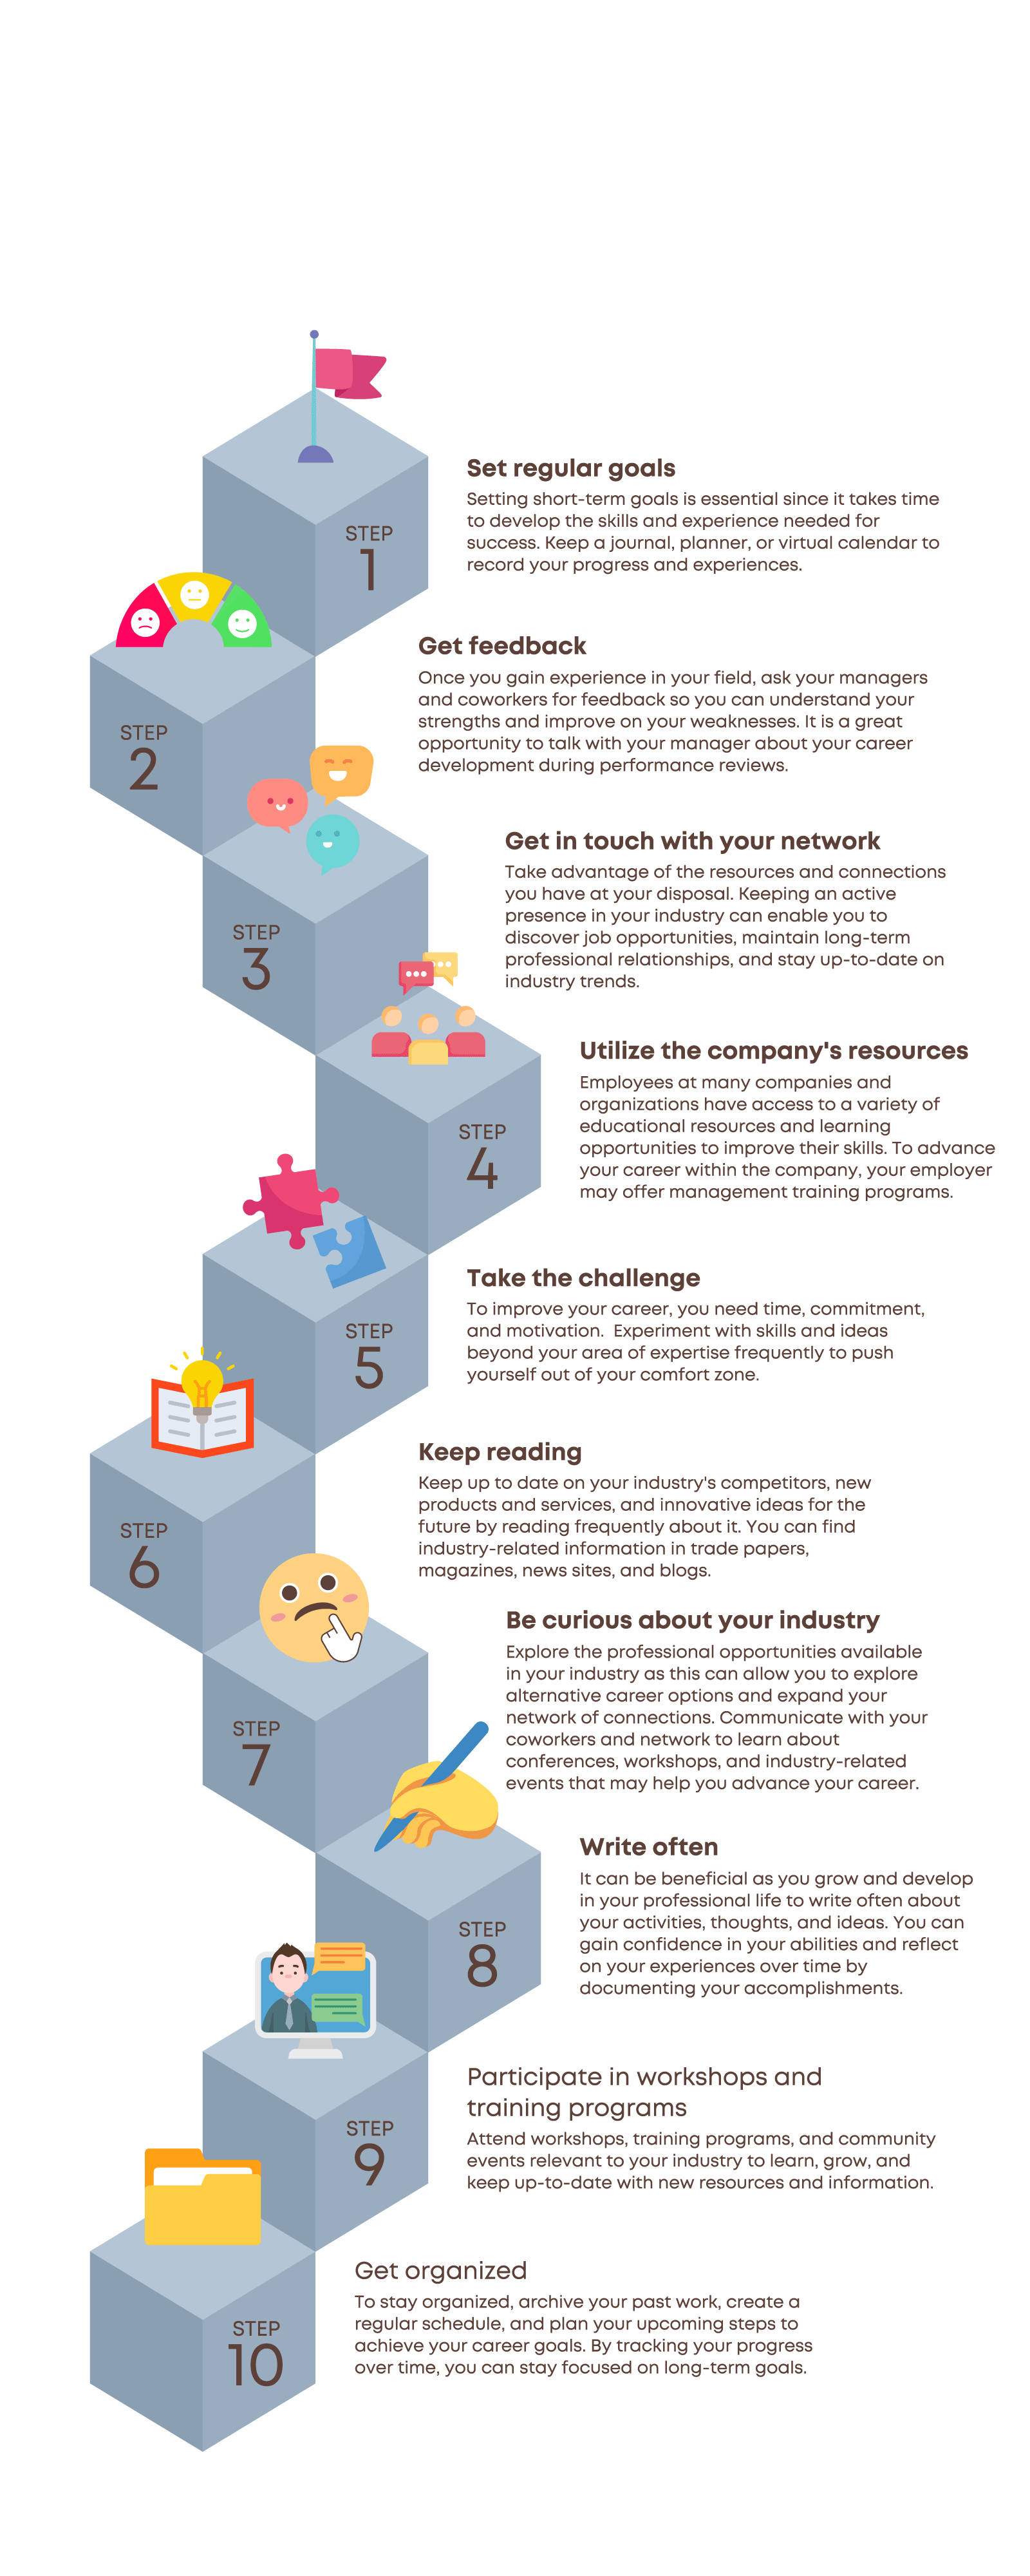 STEP
1
Set regular goals
Setting short-term goals is essential since it takes time
to develop the skills and experience needed for
success. Keep a journal, planner, or virtual calendar to
record your progress and experiences.
STEP
2
Get feedback
Once you gain experience in your field, ask your managers
and coworkers for feedback so you can understand your
strengths and improve on your weaknesses. It is a great
opportunity to talk with your manager about your career
development during performance reviews.
STEP
3
Get in touch with your network
Take advantage of the resources and connections
you have at your disposal. Keeping an active
presence in your industry can enable you to
discover job opportunities, maintain long-term
professional relationships, and stay up-to-date on
industry trends.
STEP
4
Utilize the company's resources
Employees at many companies and
organizations have access to a variety of
educational resources and learning
opportunities to improve their skills. To advance
your career within the company, your employer
may offer management training programs.
STEP
5
Take the challenge
To improve your career, you need time, commitment,
and motivation.  Experiment with skills and ideas
beyond your area of expertise frequently to push
yourself out of your comfort zone.
STEP
6
Keep reading
Keep up to date on your industry's competitors, new
products and services, and innovative ideas for the
future by reading frequently about it. You can find
industry-related information in trade papers,
magazines, news sites, and blogs.
STEP
7
Be curious about your industry
Explore the professional opportunities available
in your industry as this can allow you to explore
alternative career options and expand your
network of connections. Communicate with your
coworkers and network to learn about
conferences, workshops, and industry-related
events that may help you advance your career.
STEP
8
Write often
It can be beneficial as you grow and develop
in your professional life to write often about
your activities, thoughts, and ideas. You can
gain confidence in your abilities and reflect
on your experiences over time by
documenting your accomplishments.
STEP
9
Participate in workshops and
training programs
Attend workshops, training programs, and community
events relevant to your industry to learn, grow, and
keep up-to-date with new resources and information.
STEP
10
Get organized
To stay organized, archive your past work, create a
regular schedule, and plan your upcoming steps to
achieve your career goals. By tracking your progress
over time, you can stay focused on long-term goals.